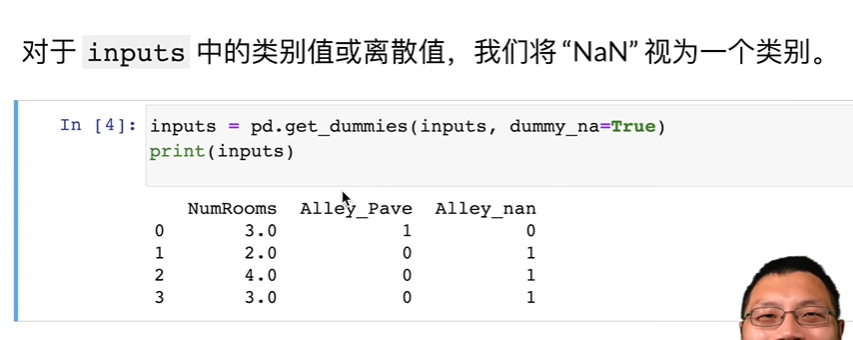 对于 inputs 中的类别值或离散值，我们将“NaN”视为一个类别。
In [4]: inputs = pd.get_dummies(inputs, dummy_na=True)
print(inputs)
NumRooms Alley_Pave Alley_nan
0 3.0 1 0
1 2.0 0 1
2 4.0 0 1
3 3.0 0 1